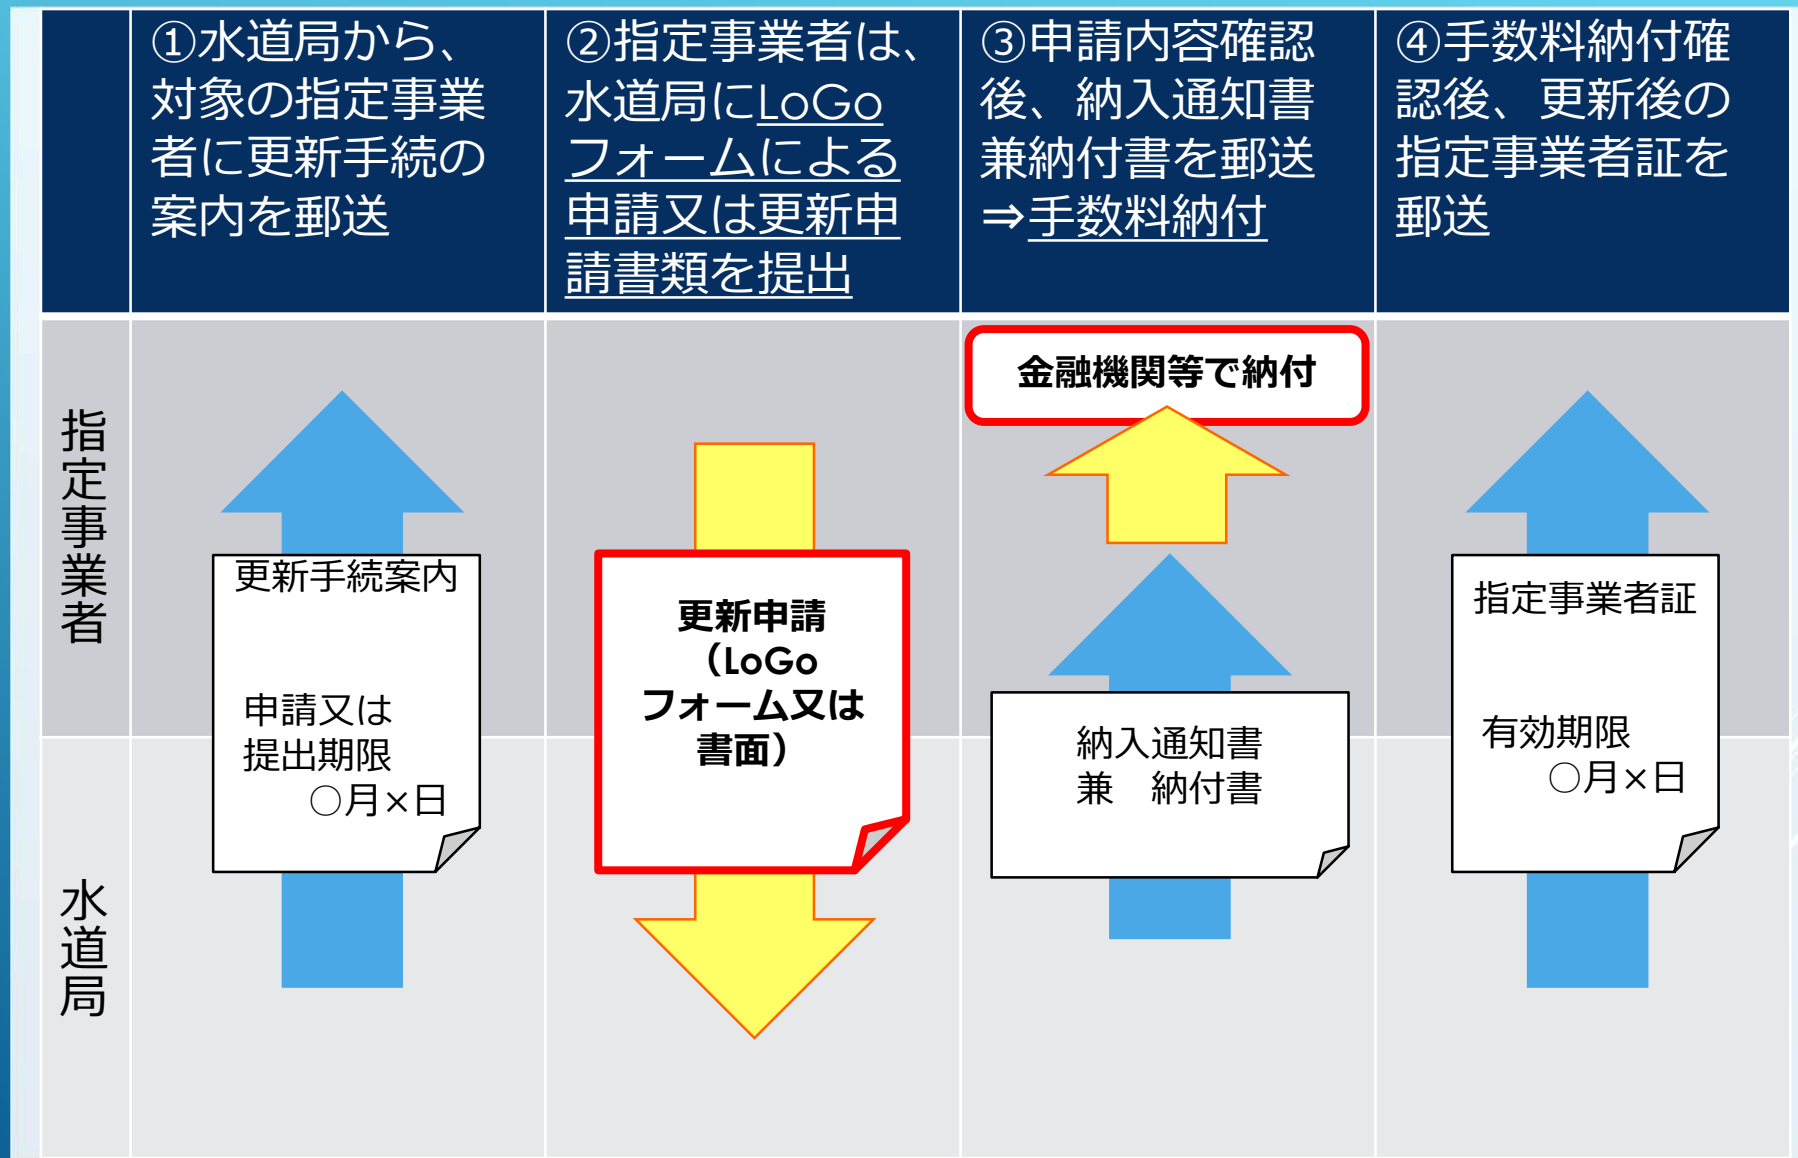 ①水道局から、
対象の指定事業
者に更新手続の
案内を郵送
②指定事業者は、
水道局にLoGo
フォームによる
申請又は更新申
請書類を提出
③申請内容確認
後、納入通知書
兼納付書を郵送
⇒手数料納付
④手数料納付確
認後、更新後の
指定事業者証を
郵送
指定事業者
更新手続案内
申請又は
提出期限
○月×日
更新申請
（LoGo
フォーム又は
書面）
金融機関等で納付
納入通知書
兼　納付書
指定事業者証
有効期限
○月×日
水道局